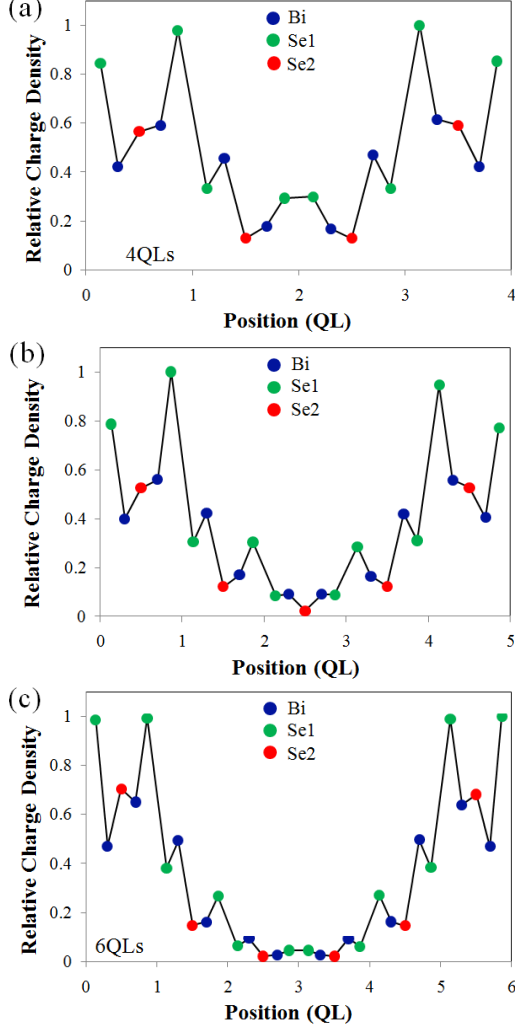 (a)
Relative Charge Density
1
0.8
0.6
0.4
0.2
0
Bi
Se1
Se2
4QLs
0 1 2 3 4
Position (QL)
(b)
Relative Charge Density
1
0.8
0.6
0.4
0.2
0
Bi
Se1
Se2
0 1 2 3 4 5
Position (QL)
(c)
Relative Charge Density
1
0.8
0.6
0.4
0.2
0
Bi
Se1
Se2
6QLs
0 1 2 3 4 5 6
Position (QL)